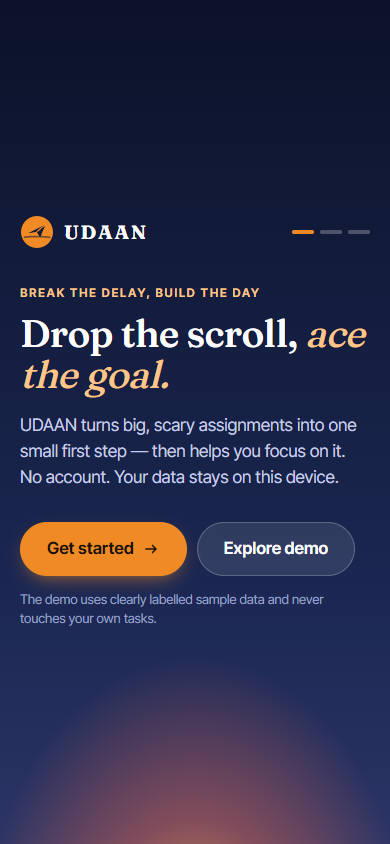 UDAAN
BREAK THE DELAY, BUILD THE DAY
Drop the scroll, ace
the goal.
UDAAN turns big, scary assignments into one
small first step — then helps you focus on it.
No account. Your data stays on this device.
Get started →
Explore demo
The demo uses clearly labelled sample data and never
touches your own tasks.